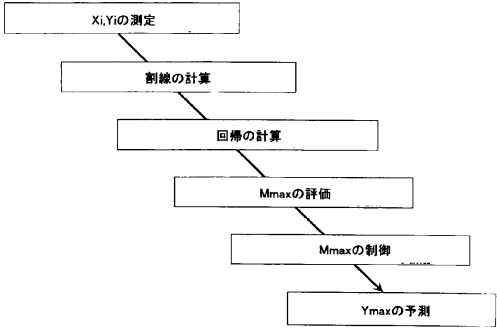 Xi,Yiの測定
割線の計算
回帰の計算
Mmaxの評価
Mmaxの制御
Ymaxの予測